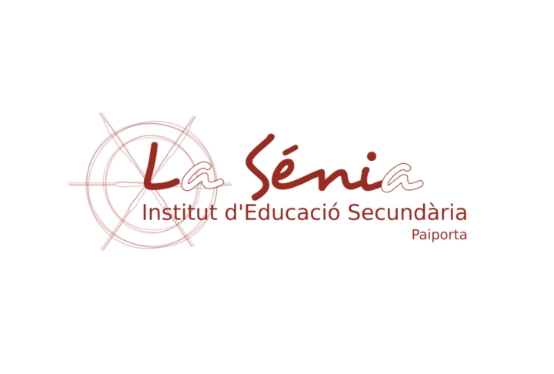 La Sénia
Institut d'Educació Secundària
Paiporta